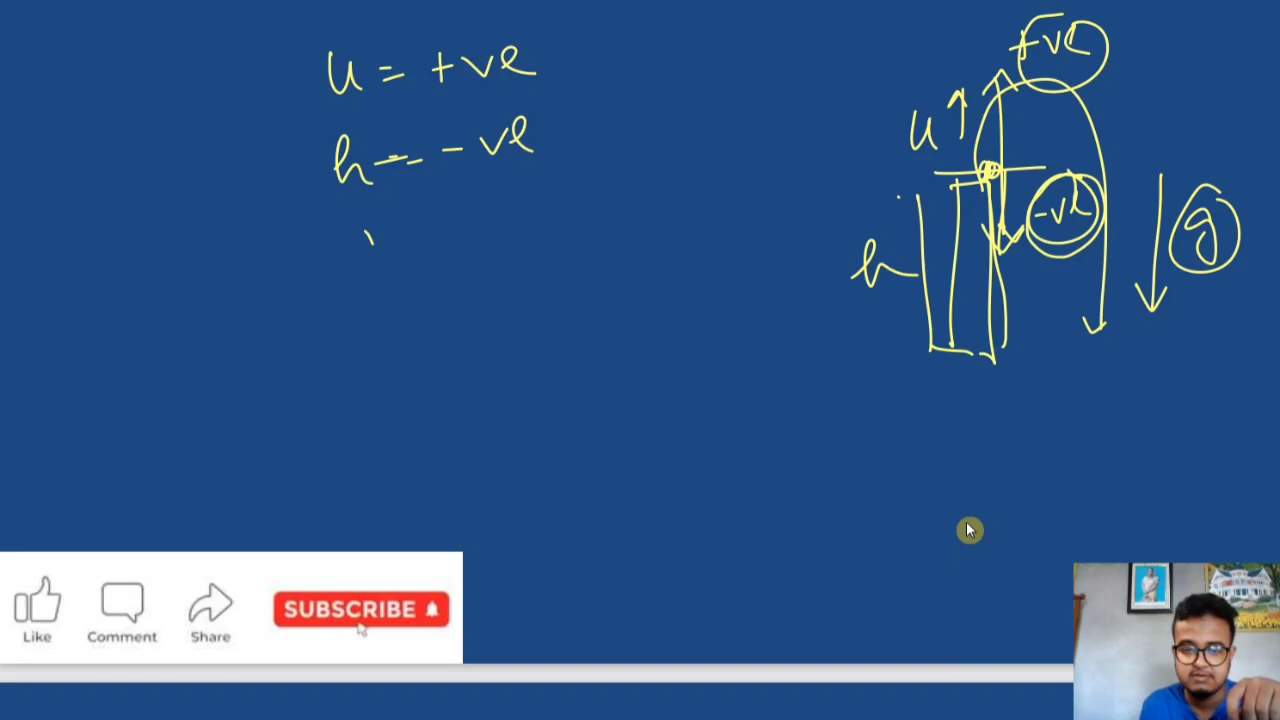 u = +ve
h = -ve
+ve
u
-ve
g
h
Like
Comment
Share
SUBSCRIBE